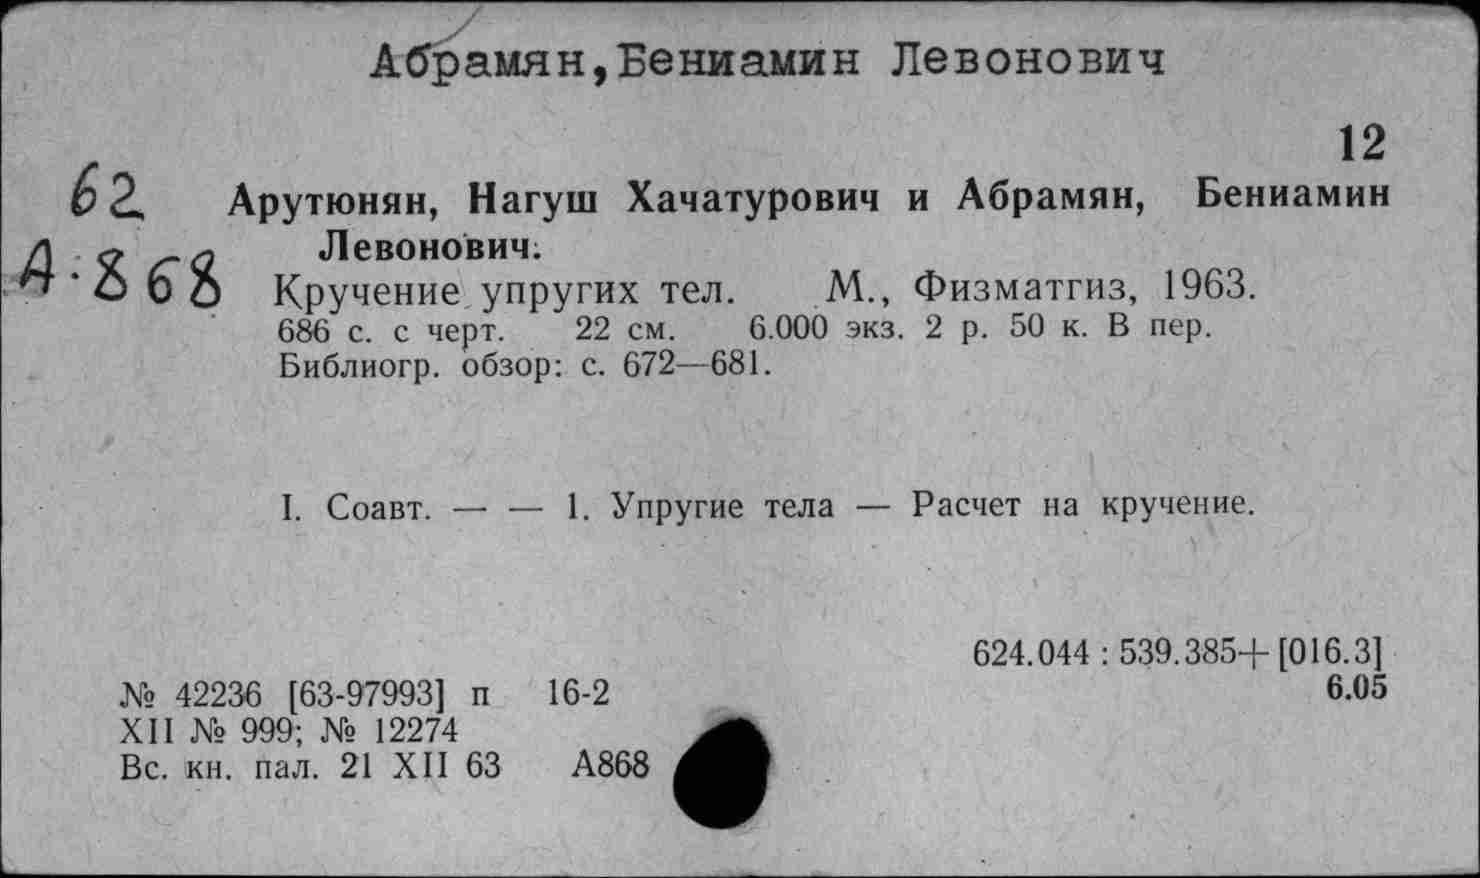 Абрамян,Бениамин Левонович
12
62 Арутюнян, Нагуш Хачатурович и Абрамян, Бениамин
Левонович.
А·868 Кручение упругих тел. М., Физматгиз, 1963.
686 с. с черт. 22 см. 6.000 экз. 2 р. 50 к. В пер.
Библиогр. обзор: с. 672—681.
I. Соавт. — — 1. Упругие тела — Расчет на кручение.
624.044 : 539.385+[016.3]
№ 42236 [63-97993] п 16-2 6.05
XII № 999; № 12274
Вс. кн. пал. 21 XII 63 А868